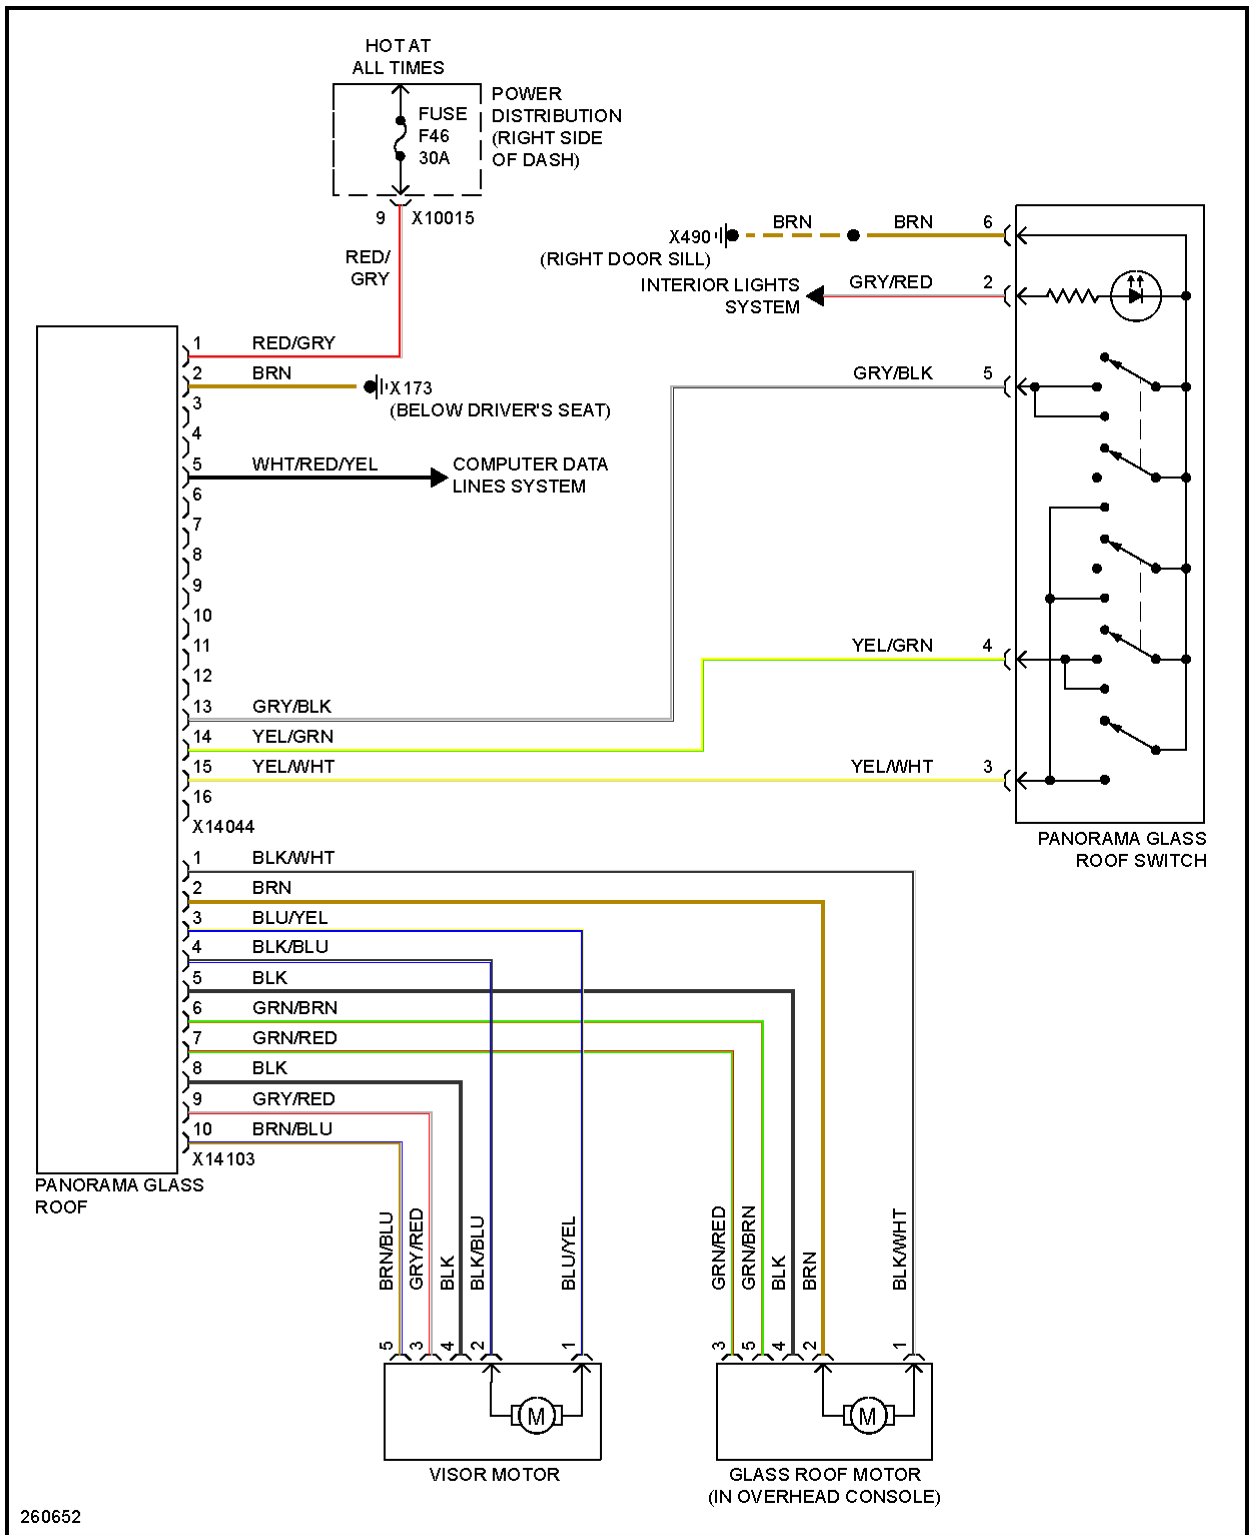 HOT AT
ALL TIMES
FUSE
F46
30A
POWER
DISTRIBUTION
(RIGHT SIDE
OF DASH)
9 X10015
RED/
GRY
X490
BRN BRN 6
(RIGHT DOOR SILL)
INTERIOR LIGHTS
SYSTEM
GRY/RED 2
GRY/BLK 5
YEL/GRN 4
YEL/WHT 3
PANORAMA GLASS
ROOF SWITCH
1 RED/GRY
2 BRN
X173
(BELOW DRIVER'S SEAT)
3
4
5 WHT/RED/YEL
COMPUTER DATA
LINES SYSTEM
6
7
8
9
10
11
12
13 GRY/BLK
14 YEL/GRN
15 YEL/WHT
16
X14044
1 BLK/WHT
2 BRN
3 BLU/YEL
4 BLK/BLU
5 BLK
6 GRN/BRN
7 GRN/RED
8 BLK
9 GRY/RED
10 BRN/BLU
X14103
PANORAMA GLASS
ROOF
BRN/BLU
GRY/RED
BLK
BLK/BLU
BLU/YEL
GRN/RED
GRN/BRN
BLK
BRN
BLK/WHT
5 3 4 2 1
3 5 4 2 1
M
M
VISOR MOTOR
GLASS ROOF MOTOR
(IN OVERHEAD CONSOLE)
260652